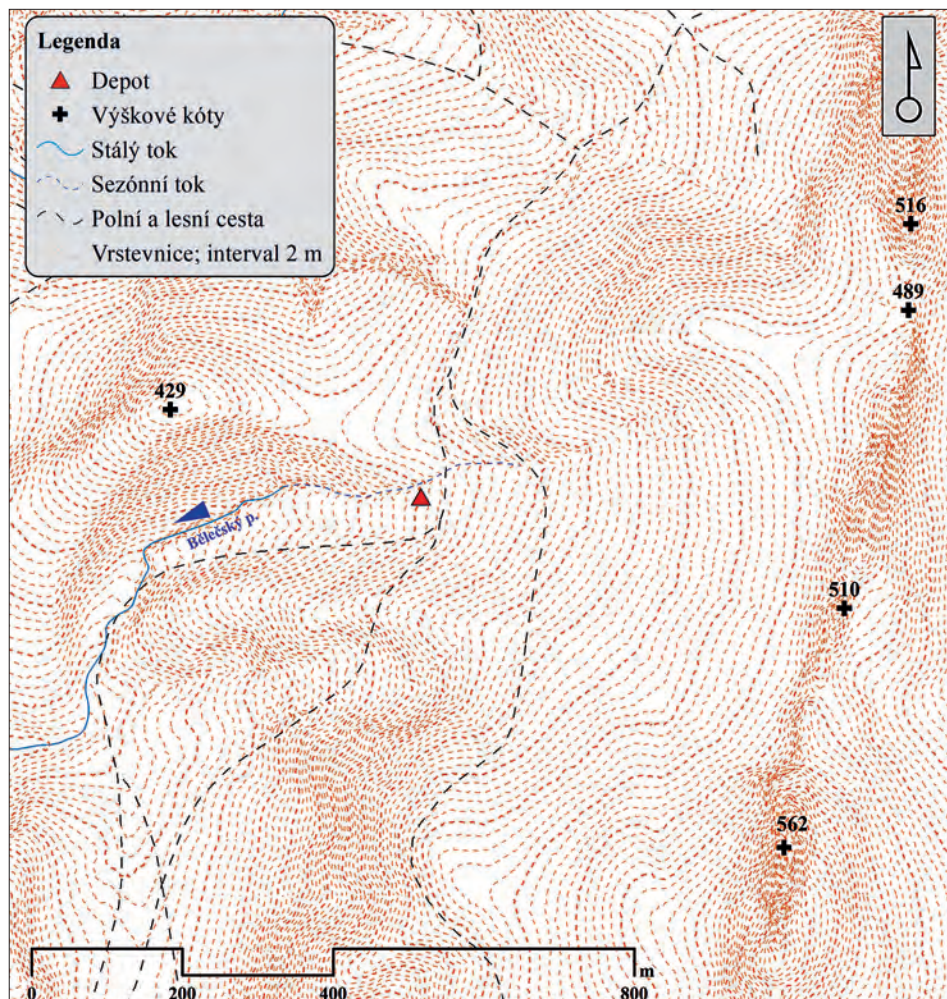 Legenda
Depot
Výškové kóty
Stálý tok
Sezónní tok
Polní a lesní cesta
Vrstevnice; interval 2 m
516
489
429
Bělečský p.
510
562
0 200 400 800 m